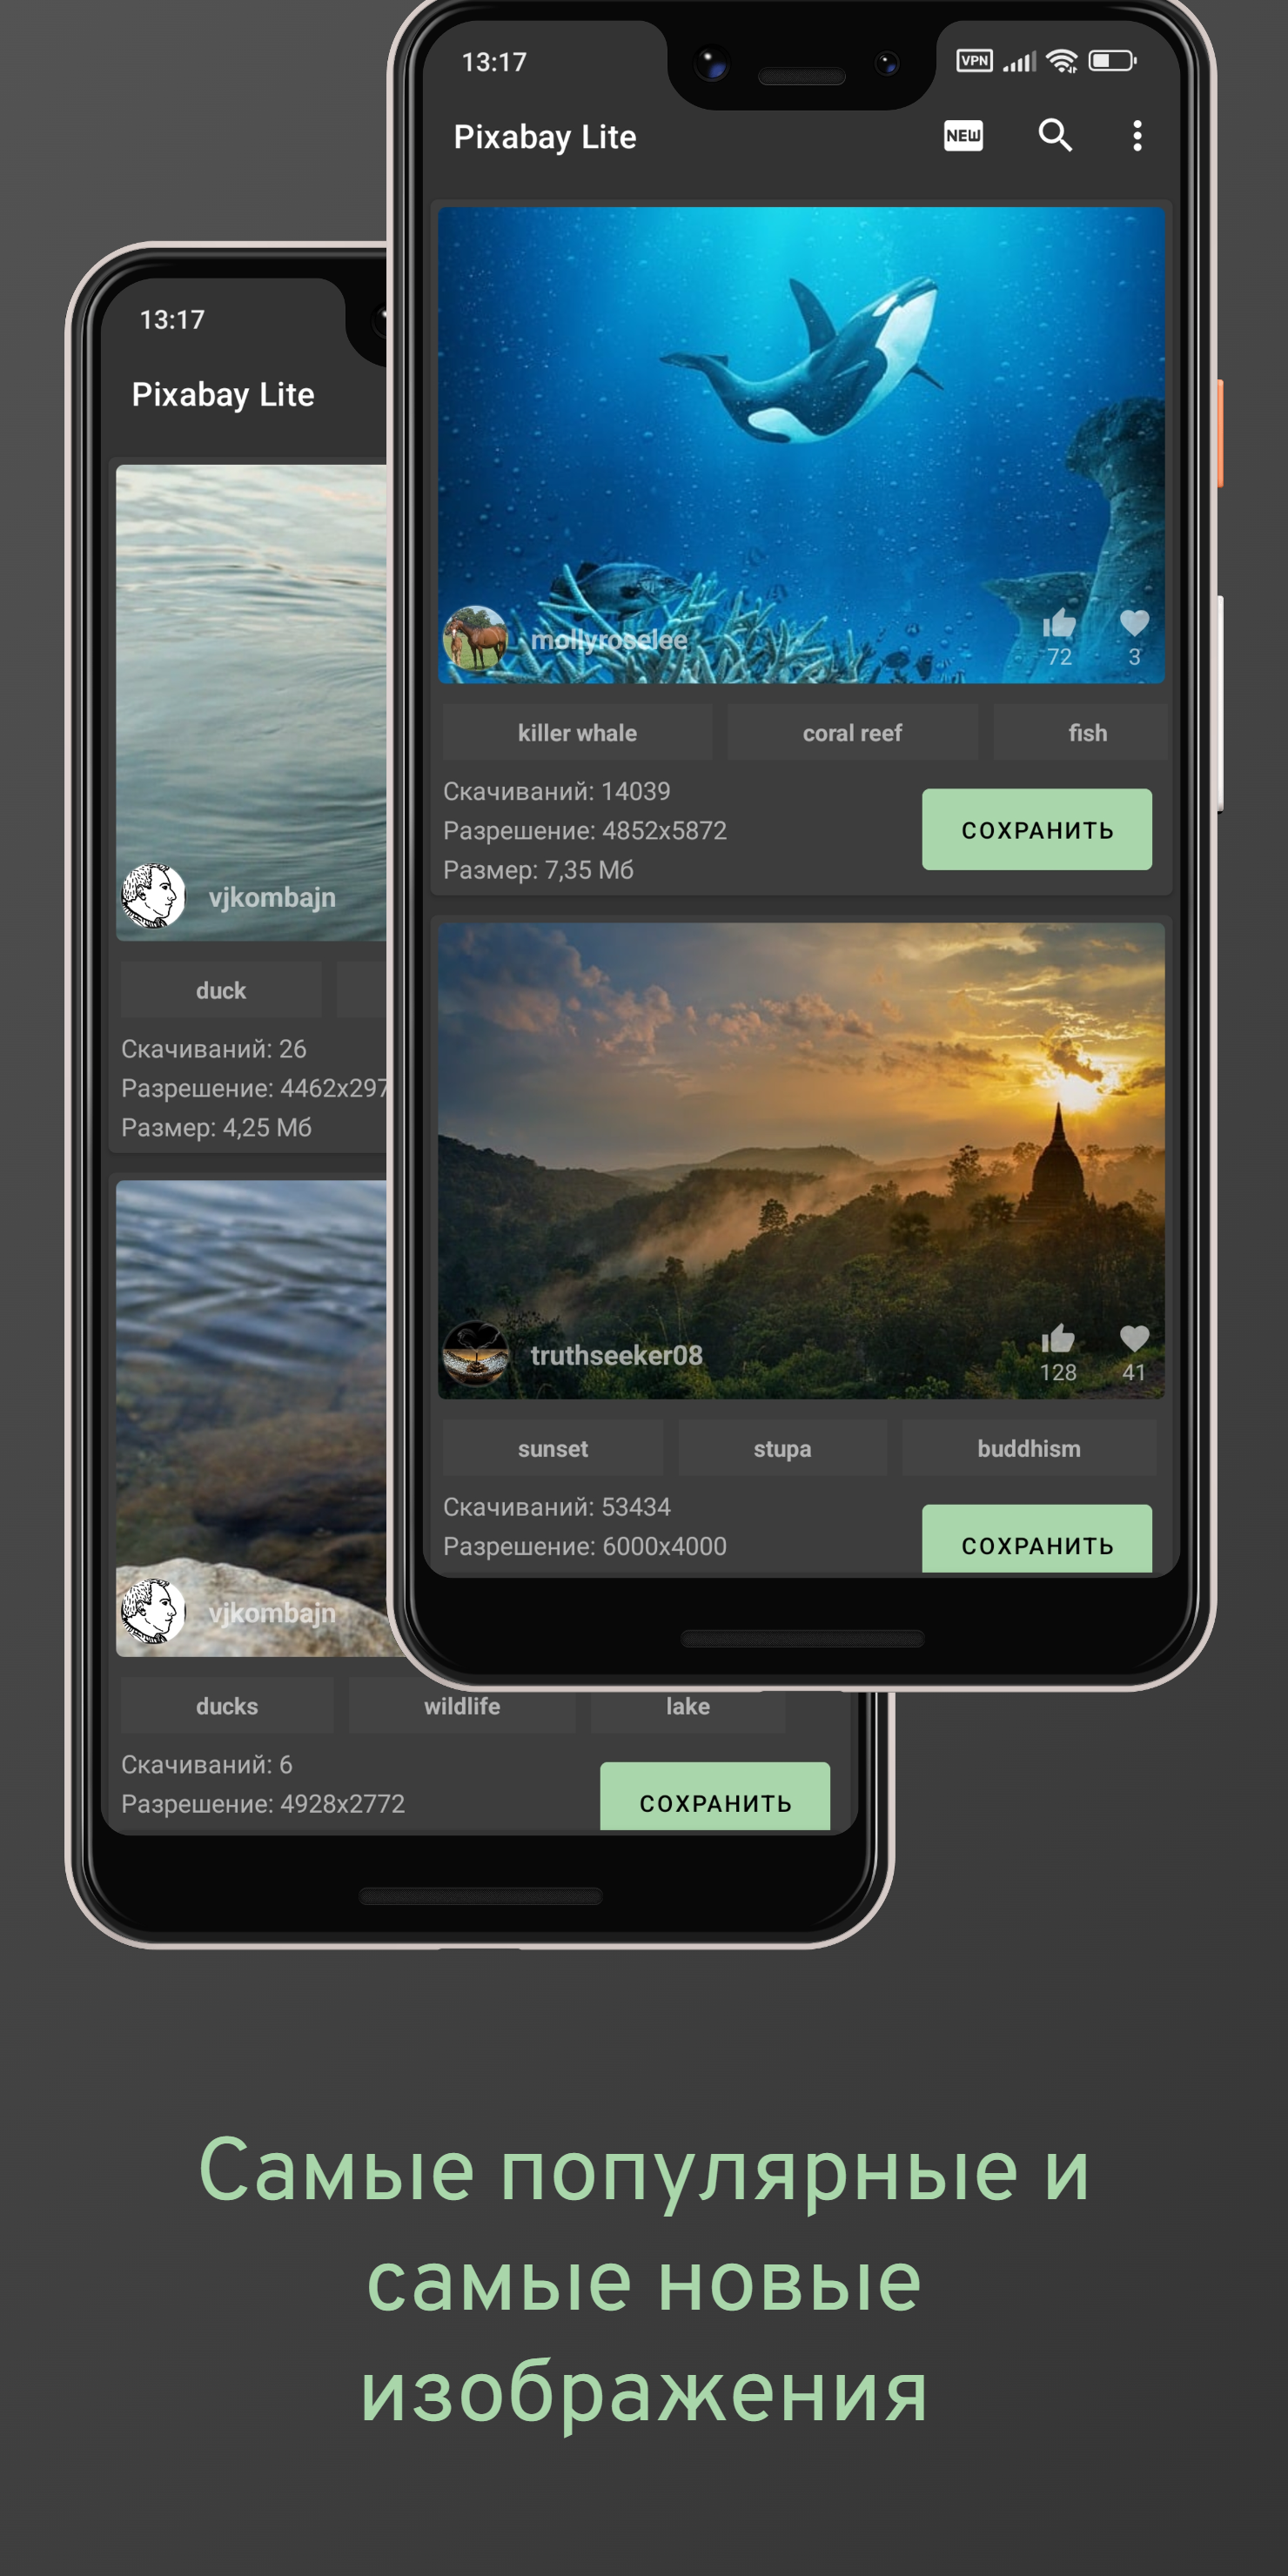 13:17
VPN
Pixabay Lite
NEW
mollyroselee
72
3
killer whale
coral reef
fish
Скачиваний: 14039
Разрешение: 4852x5872
Размер: 7,35 Мб
СОХРАНИТЬ
truthseeker08
128
41
sunset
stupa
buddhism
Скачиваний: 53434
Разрешение: 6000x4000
СОХРАНИТЬ
13:17
Pixabay Lite
vjkombajn
duck
Скачиваний: 26
Разрешение: 4462x297
Размер: 4,25 Мб
vjkombajn
ducks
wildlife
lake
Скачиваний: 6
Разрешение: 4928x2772
СОХРАНИТЬ
Самые популярные и
самые новые
изображения